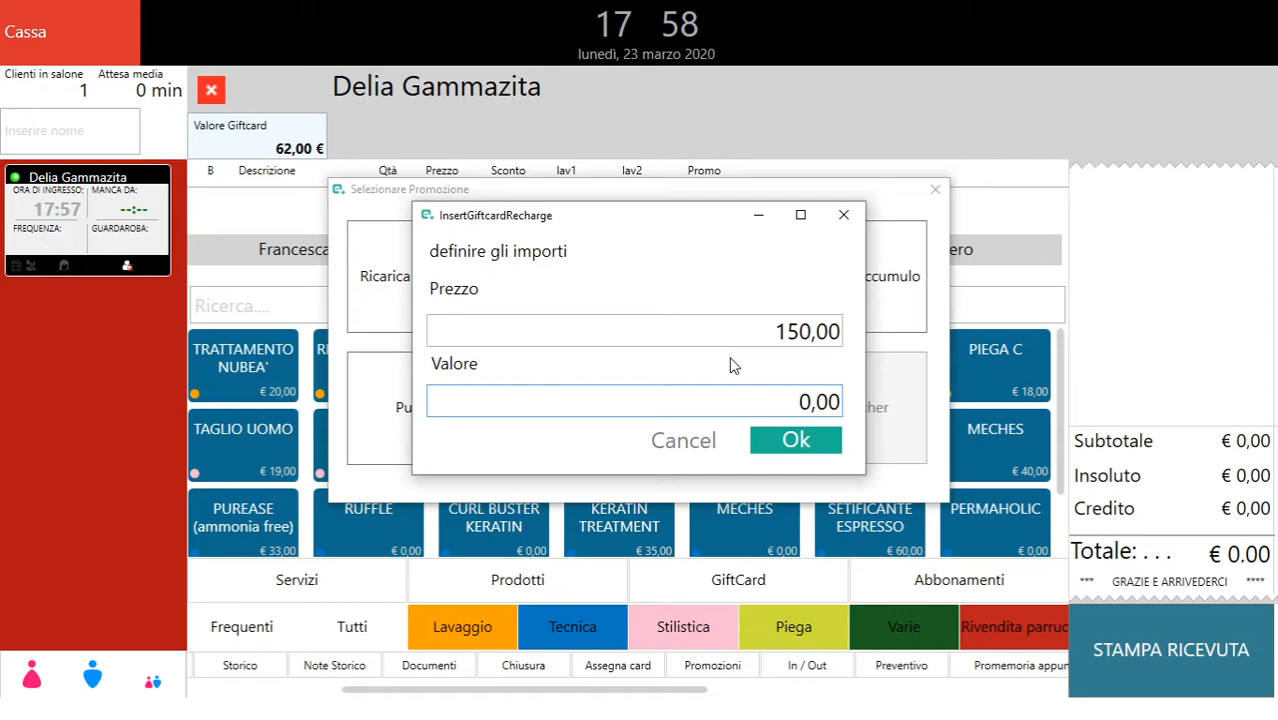 Cassa
17 58
lunedì, 23 marzo 2020
Clienti in salone Attesa media
1 0 min
Inserire nome
Delia Gammazita
ORA DI INGRESSO: MANCA DA:
17:57 --:--
FREQUENZA: GUARDAROBA:
Delia Gammazita
Valore Giftcard
62,00 €
B Descrizione Qtà Prezzo Sconto lav1 lav2 Promo
Selezionare Promozione
InsertGiftcardRecharge
definire gli importi
Prezzo
150,00
Valore
0,00
Cancel Ok
Ricarica
ccumulo
Pu
her
Francesca
ero
Ricerca....
TRATTAMENTO NUBEA'
€ 20,00
PIEGA C
€ 18,00
TAGLIO UOMO
€ 19,00
MECHES
€ 40,00
PUREASE (ammonia free)
€ 33,00
RUFFLE
€ 0,00
CURL BUSTER KERATIN
€ 0,00
KERATIN TREATMENT
€ 35,00
MECHES
€ 0,00
SETIFICANTE ESPRESSO
€ 60,00
PERMAHOLIC
€ 0,00
Servizi Prodotti GiftCard Abbonamenti
Frequenti Tutti Lavaggio Tecnica Stilistica Piega Varie Rivendita parruc
Storico Note Storico Documenti Chiusura Assegna card Promozioni In / Out Preventivo Promemoria appun
Subtotale € 0,00
Insoluto € 0,00
Credito € 0,00
Totale: . . . € 0,00
*** GRAZIE E ARRIVEDERCI ****
STAMPA RICEVUTA